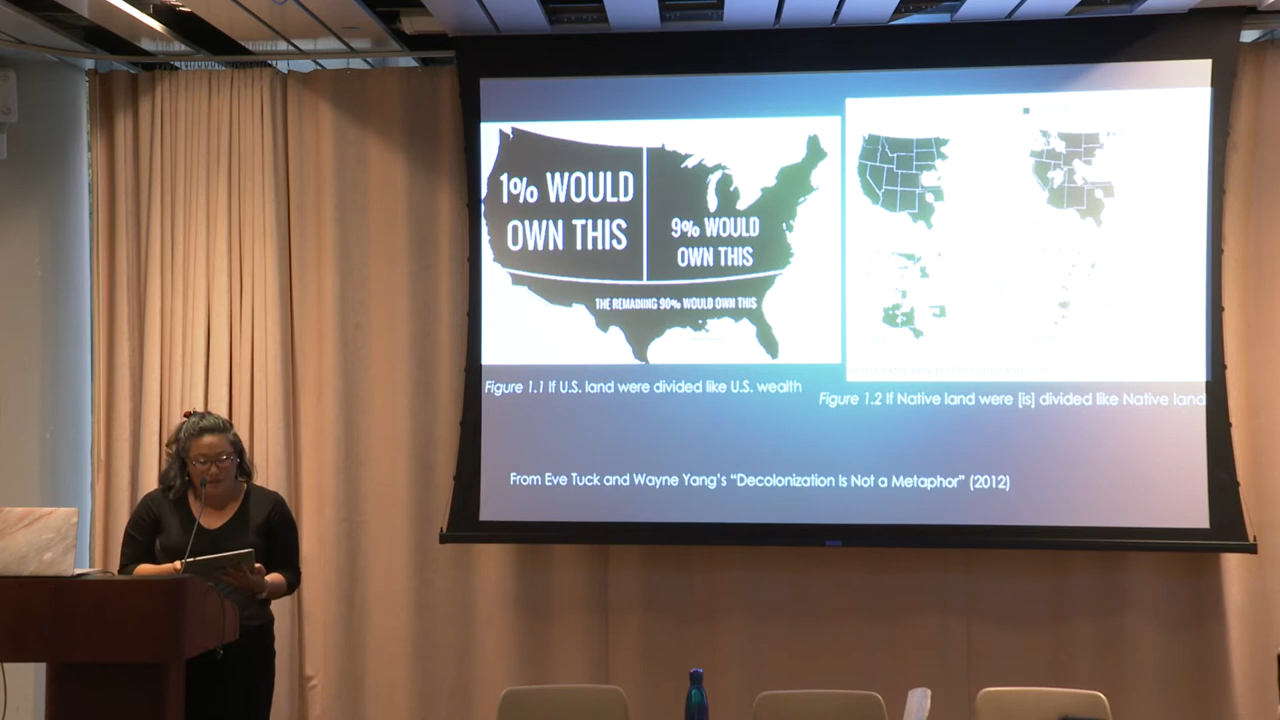 1% WOULD
OWN THIS
9% WOULD
OWN THIS
THE REMAINING 90% WOULD OWN THIS
Figure 1.1 If U.S. land were divided like U.S. wealth
Figure 1.2 If Native land were [is] divided like Native land
From Eve Tuck and Wayne Yang's “Decolonization Is Not a Metaphor” (2012)